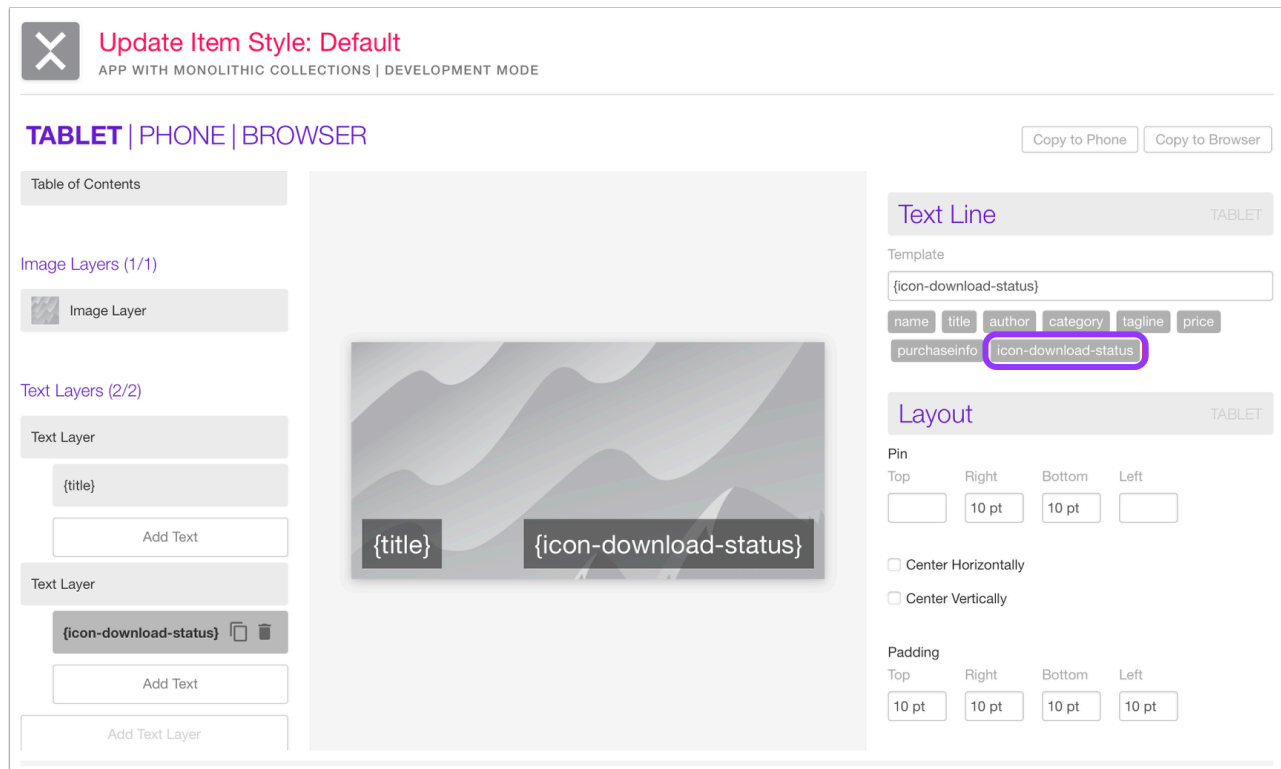 Update Item Style: Default
APP WITH MONOLITHIC COLLECTIONS | DEVELOPMENT MODE
TABLET | PHONE | BROWSER
Copy to Phone
Copy to Browser
Table of Contents
Image Layers (1/1)
Image Layer
Text Layers (2/2)
Text Layer
{title}
Add Text
Text Layer
{icon-download-status}
Add Text
Add Text Layer
{title}
{icon-download-status}
Text Line TABLET
Template
{icon-download-status}
name title author category tagline price
purchaseinfo icon-download-status
Layout TABLET
Pin
Top Right Bottom Left
10 pt 10 pt
Center Horizontally
Center Vertically
Padding
Top Right Bottom Left
10 pt 10 pt 10 pt 10 pt